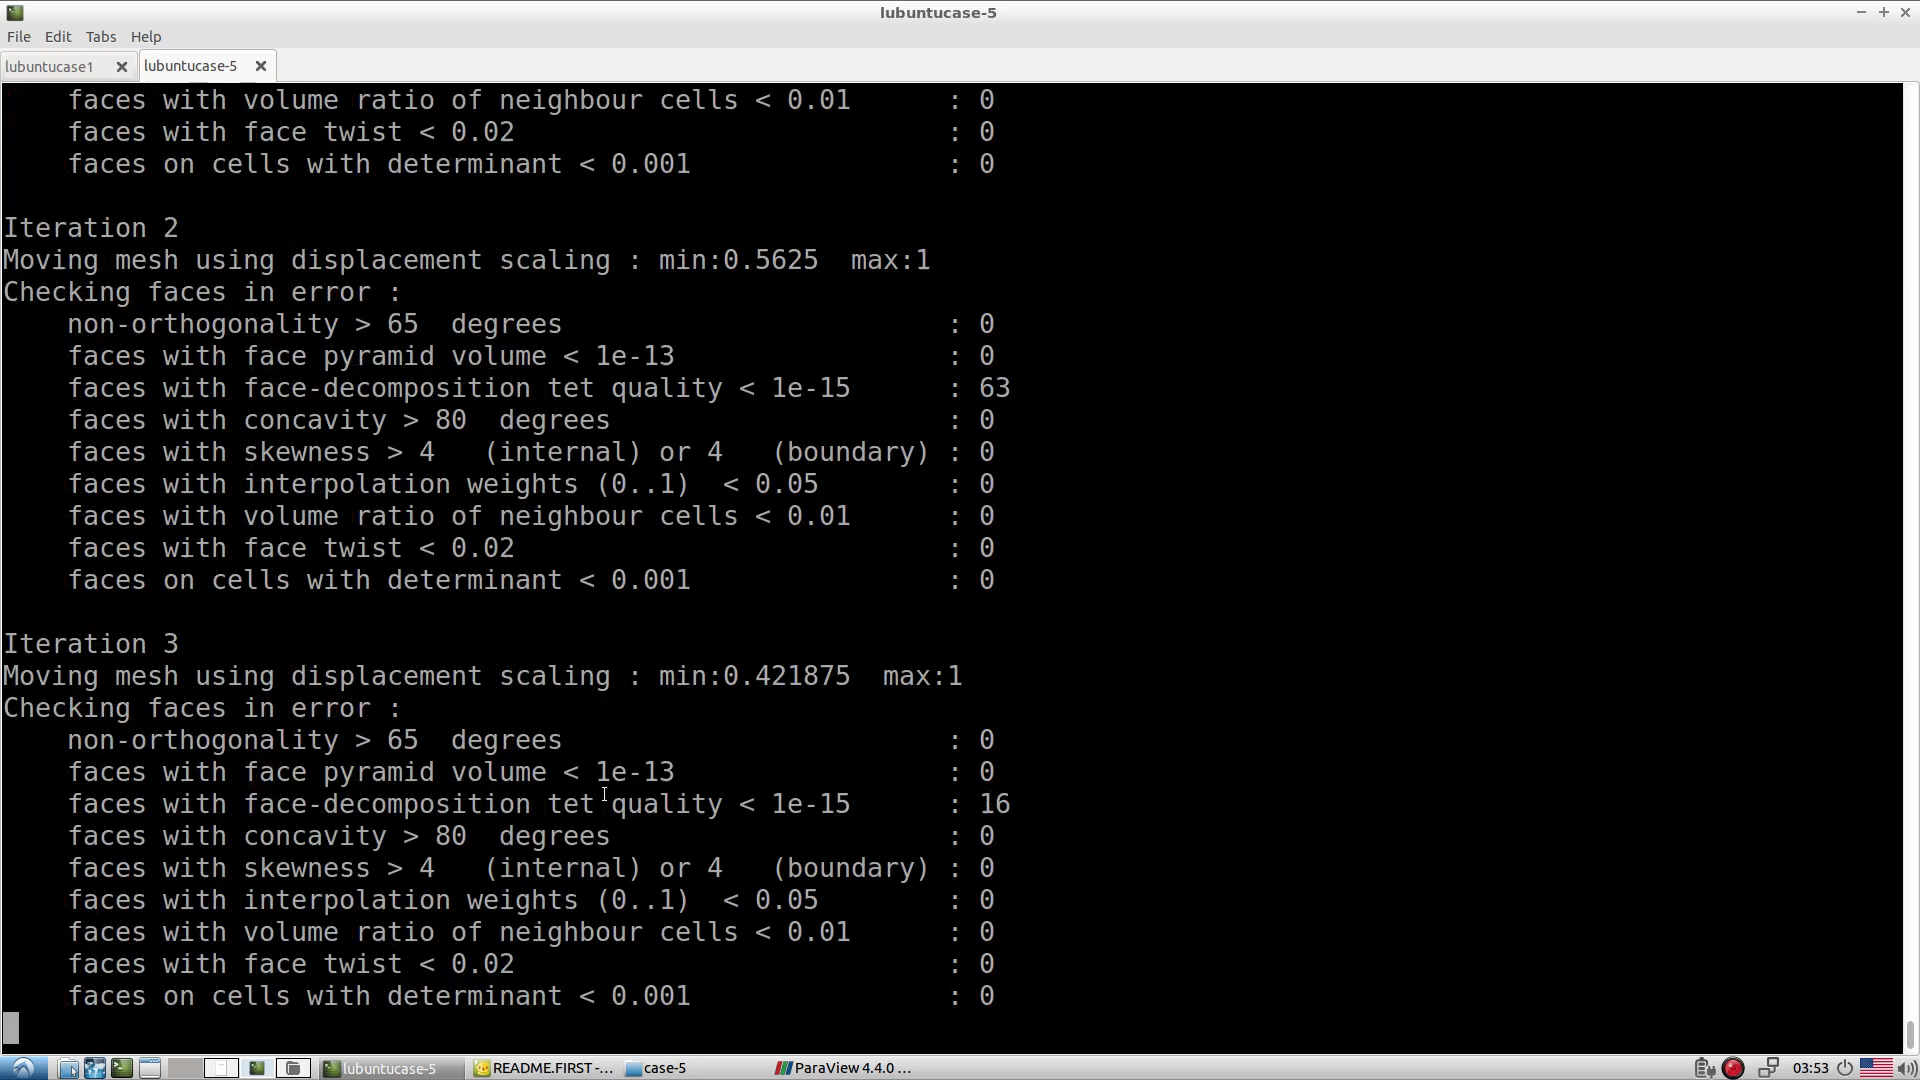 lubuntucase-5
File Edit Tabs Help
lubuntucase1 lubuntucase-5
faces with volume ratio of neighbour cells < 0.01 : 0
faces with face twist < 0.02 : 0
faces on cells with determinant < 0.001 : 0
Iteration 2
Moving mesh using displacement scaling : min:0.5625 max:1
Checking faces in error :
non-orthogonality > 65 degrees : 0
faces with face pyramid volume < 1e-13 : 0
faces with face-decomposition tet quality < 1e-15 : 63
faces with concavity > 80 degrees : 0
faces with skewness > 4 (internal) or 4 (boundary) : 0
faces with interpolation weights (0..1) < 0.05 : 0
faces with volume ratio of neighbour cells < 0.01 : 0
faces with face twist < 0.02 : 0
faces on cells with determinant < 0.001 : 0
Iteration 3
Moving mesh using displacement scaling : min:0.421875 max:1
Checking faces in error :
non-orthogonality > 65 degrees : 0
faces with face pyramid volume < 1e-13 : 0
faces with face-decomposition tet quality < 1e-15 : 16
faces with concavity > 80 degrees : 0
faces with skewness > 4 (internal) or 4 (boundary) : 0
faces with interpolation weights (0..1) < 0.05 : 0
faces with volume ratio of neighbour cells < 0.01 : 0
faces with face twist < 0.02 : 0
faces on cells with determinant < 0.001 : 0
lubuntucase-5 README.FIRST -... case-5 ParaView 4.4.0 ... 03:53